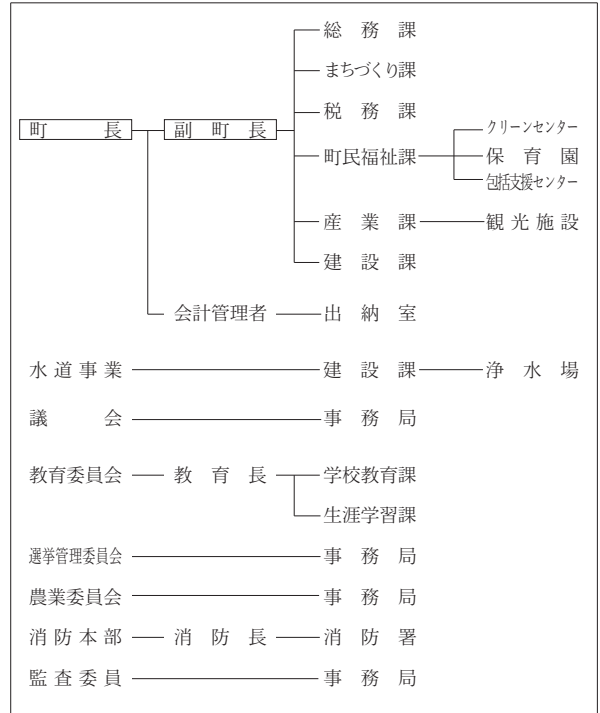 総務課
まちづくり課
税務課
町長 副町長
クリーンセンター
町民福祉課 保育園
包括支援センター
産業課 観光施設
建設課
会計管理者 出納室
水道事業 建設課 浄水場
議会 事務局
教育委員会 教育長 学校教育課
生涯学習課
選挙管理委員会 事務局
農業委員会 事務局
消防本部 消防長 消防署
監査委員 事務局